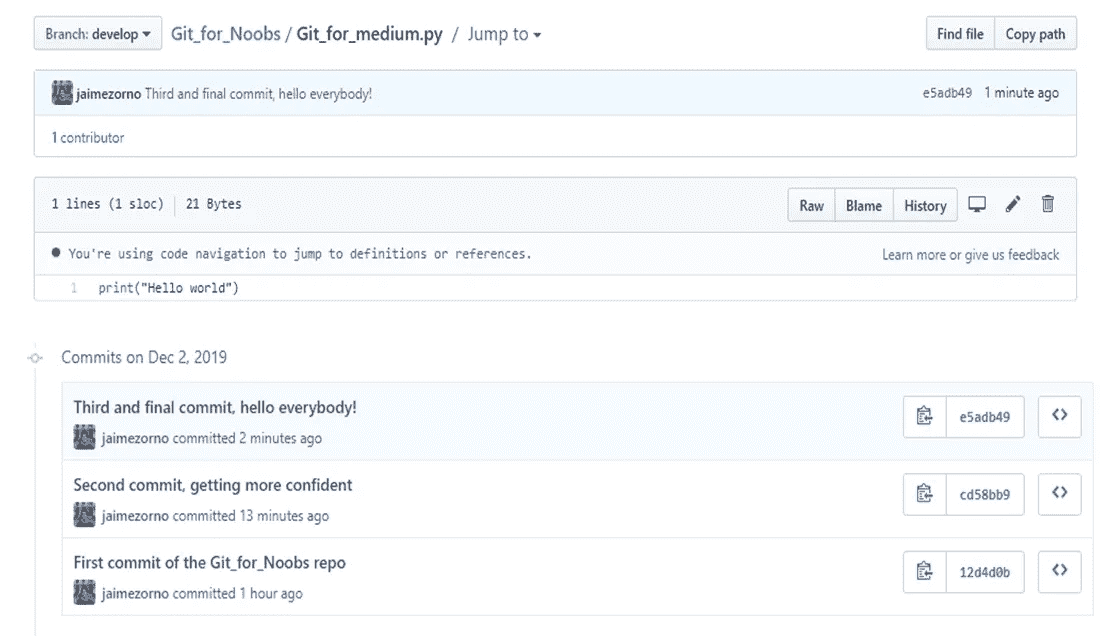 Branch: develop Git_for_Noobs / Git_for_medium.py / Jump to Find file Copy path
jaimezorno Third and final commit, hello everybody! e5adb49 1 minute ago
1 contributor
1 lines (1 sloc) 21 Bytes Raw Blame History
You're using code navigation to jump to definitions or references. Learn more or give us feedback
1 print("Hello world")
Commits on Dec 2, 2019
Third and final commit, hello everybody!
jaimezorno committed 2 minutes ago e5adb49
Second commit, getting more confident
jaimezorno committed 13 minutes ago cd58bb9
First commit of the Git_for_Noobs repo
jaimezorno committed 1 hour ago 12d4d0b